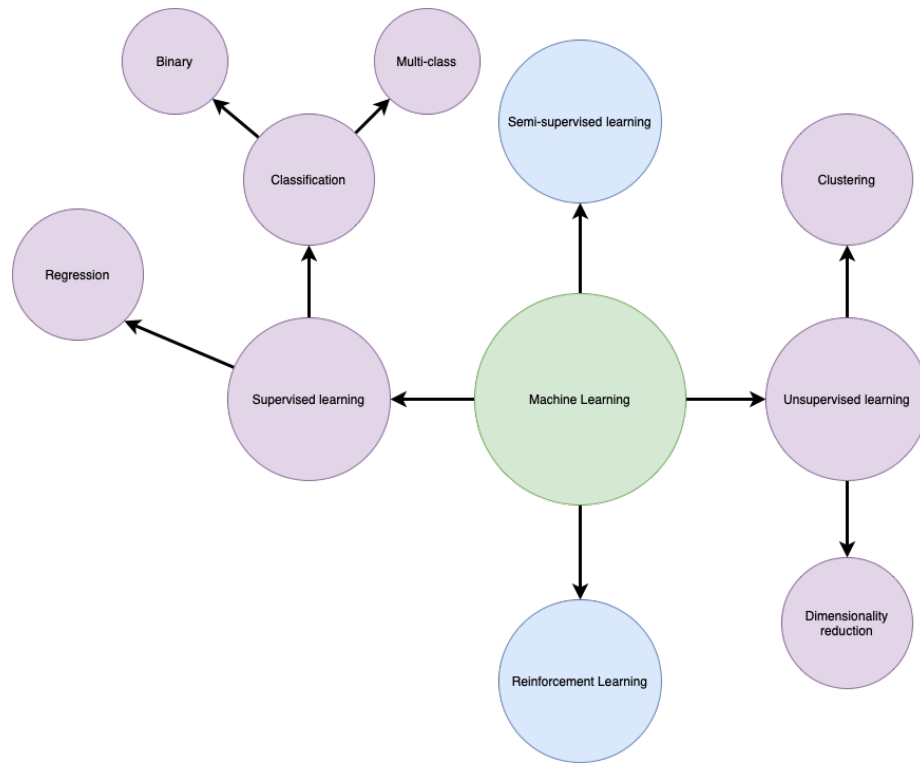 Binary
Multi-class
Semi-supervised learning
Classification
Clustering
Regression
Supervised learning
Machine Learning
Unsupervised learning
Dimensionality
reduction
Reinforcement Learning